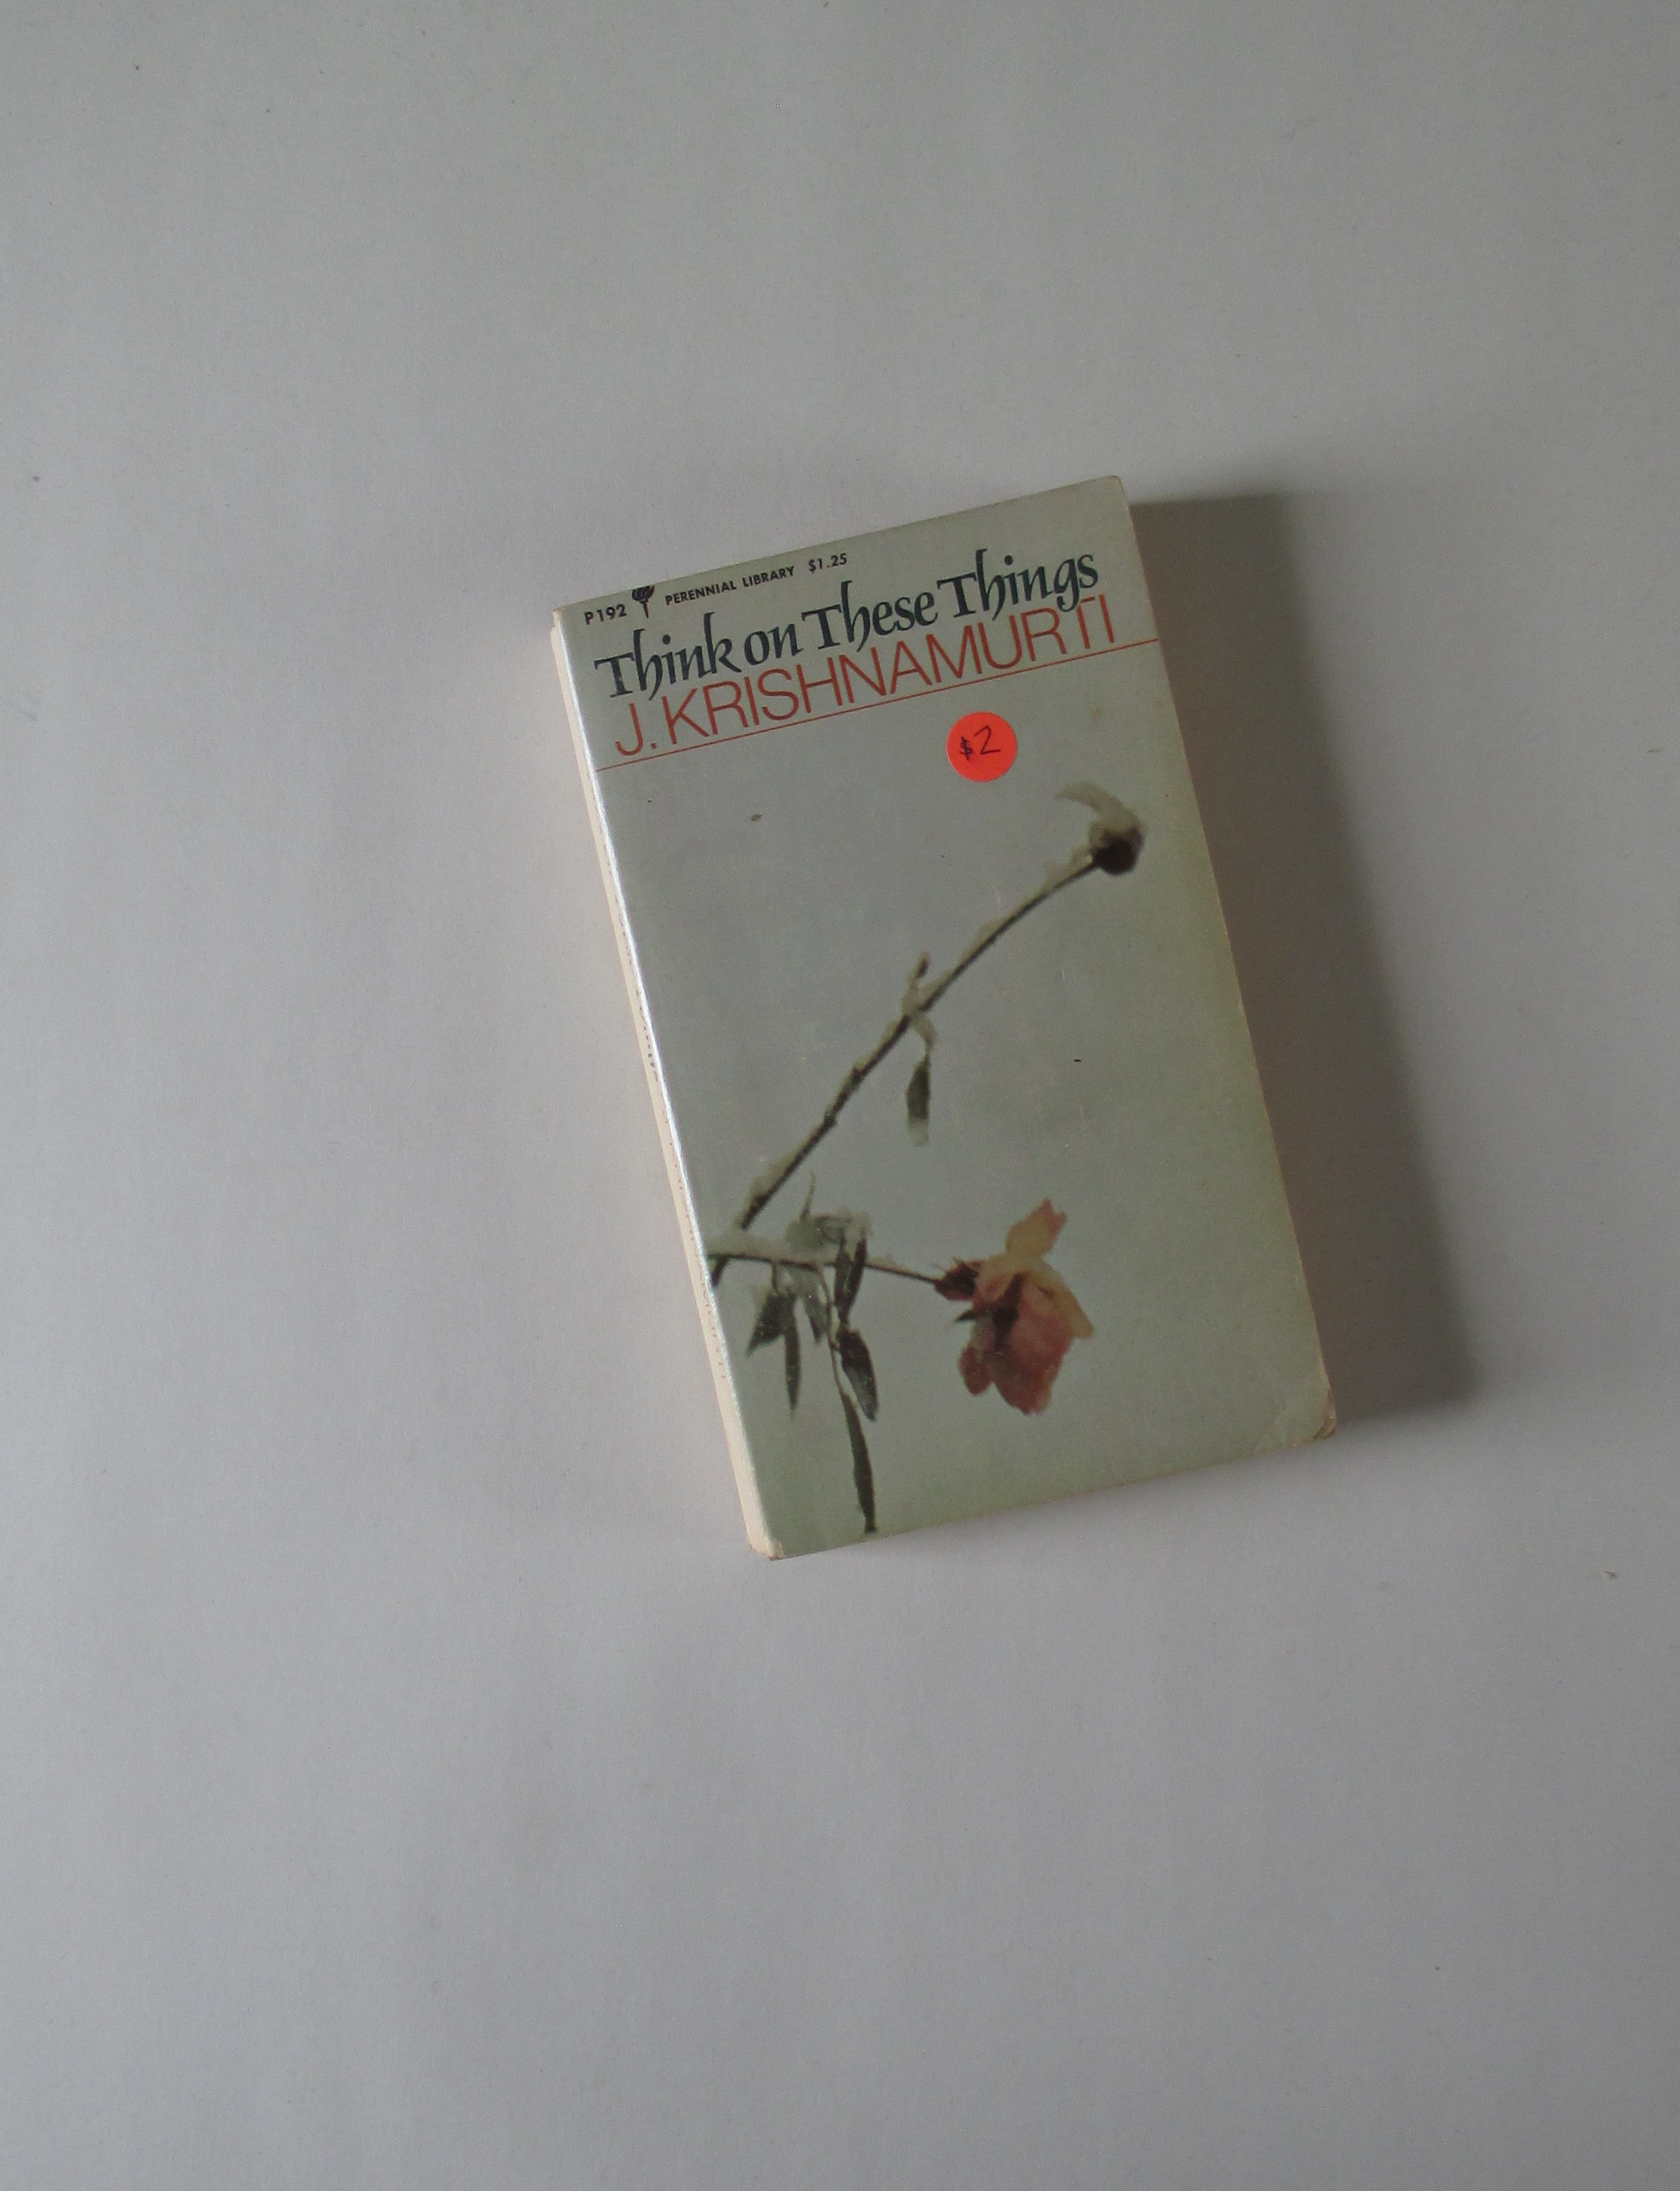 P192 PERENNIAL LIBRARY $1.25
Think on These Things
J. KRISHNAMURTI
$2